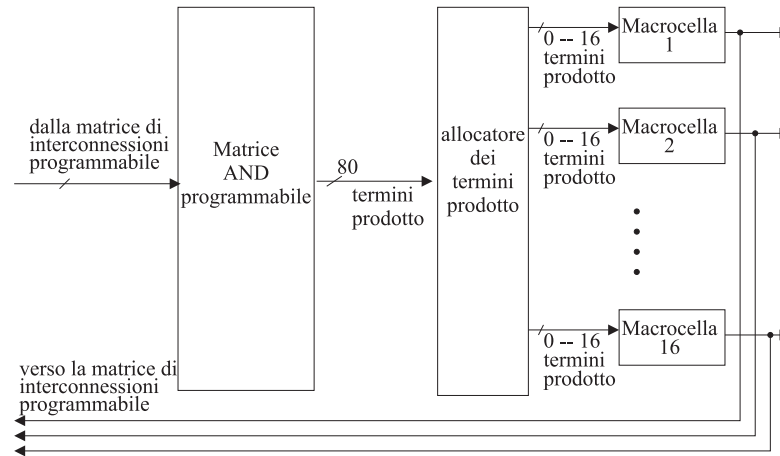 dalla matrice di
interconnessioni
programmabile
Matrice
AND
programmabile
80
termini
prodotto
allocatore
dei
termini
prodotto
0 -- 16
termini
prodotto
Macrocella
1
0 -- 16
termini
prodotto
Macrocella
2
0 -- 16
termini
prodotto
Macrocella
16
verso la matrice di
interconnessioni
programmabile